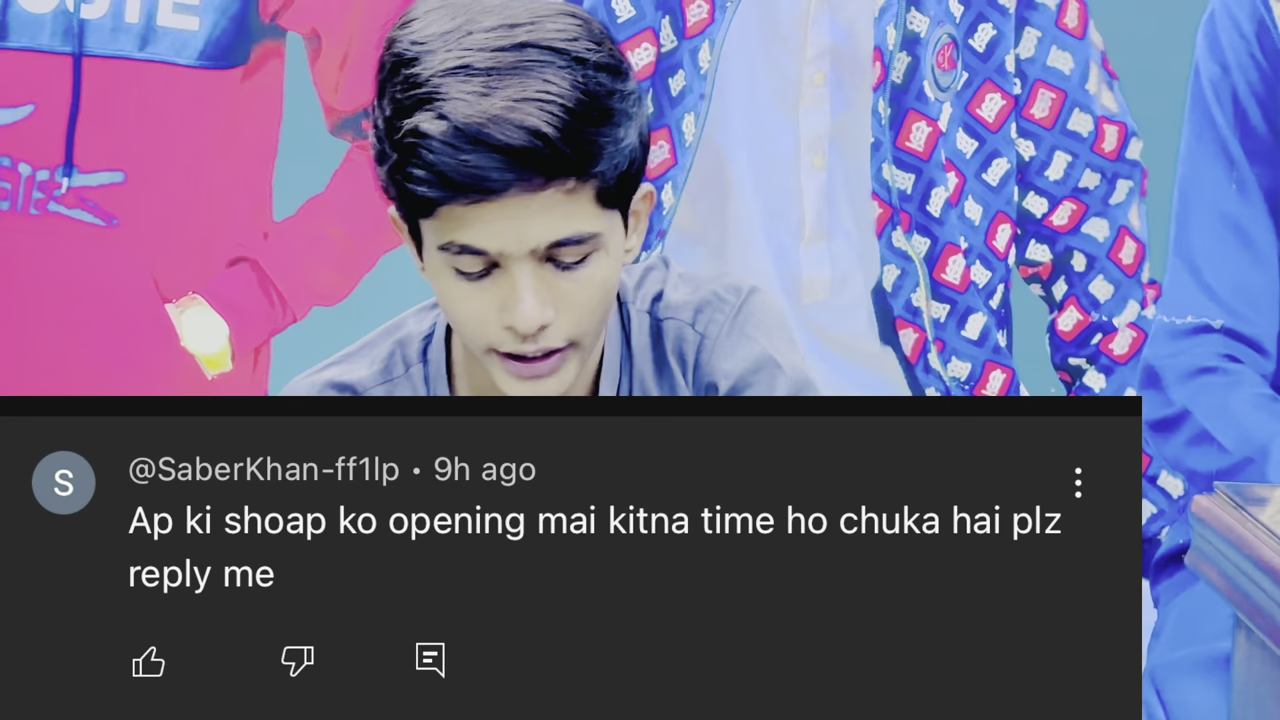 S
@SaberKhan-ff1lp • 9h ago
Ap ki shoap ko opening mai kitna time ho chuka hai plz
reply me